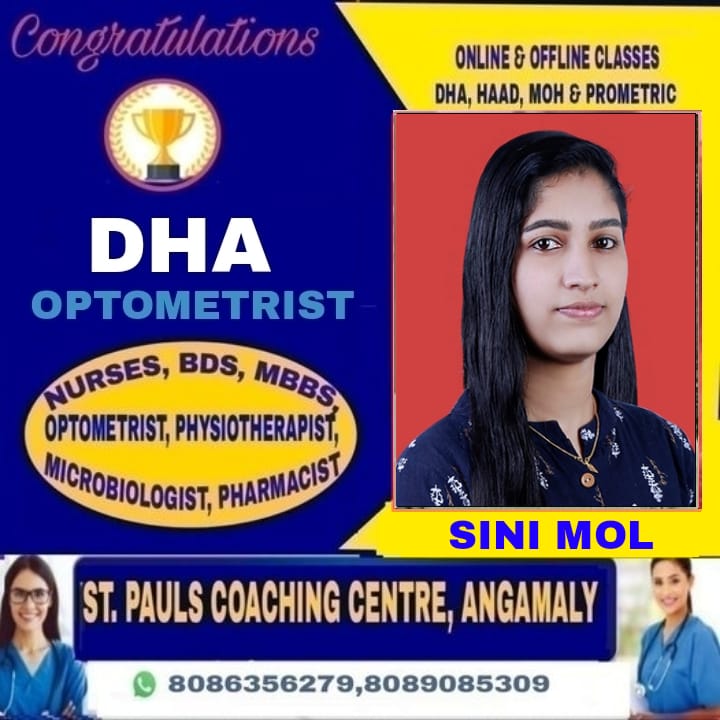 Congratulations
ONLINE & OFFLINE CLASSES
DHA, HAAD, MOH & PROMETRIC
DHA
OPTOMETRIST
NURSES, BDS, MBBS,
OPTOMETRIST, PHYSIOTHERAPIST,
MICROBIOLOGIST, PHARMACIST
SINI MOL
ST. PAULS COACHING CENTRE, ANGAMALY
8086356279,8089085309